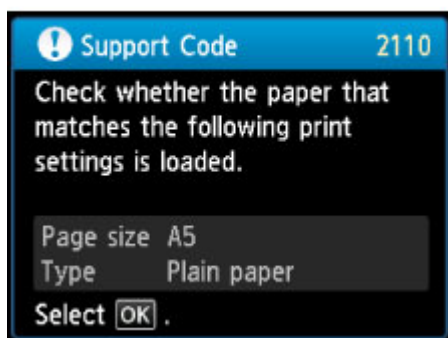 Support Code 2110
Check whether the paper that
matches the following print
settings is loaded.
Page size A5
Type Plain paper
Select OK .